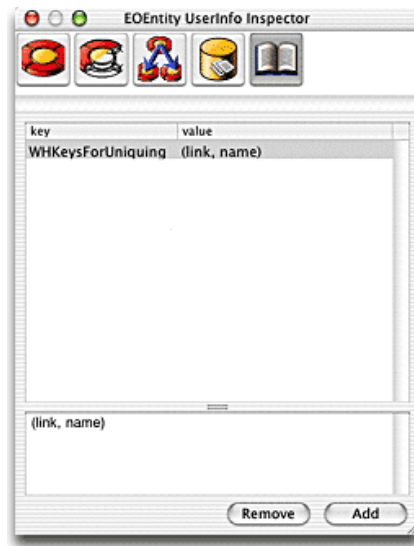 EOEntity UserInfo Inspector
key value
WHKeysForUniquing (link, name)
(link, name)
Remove Add